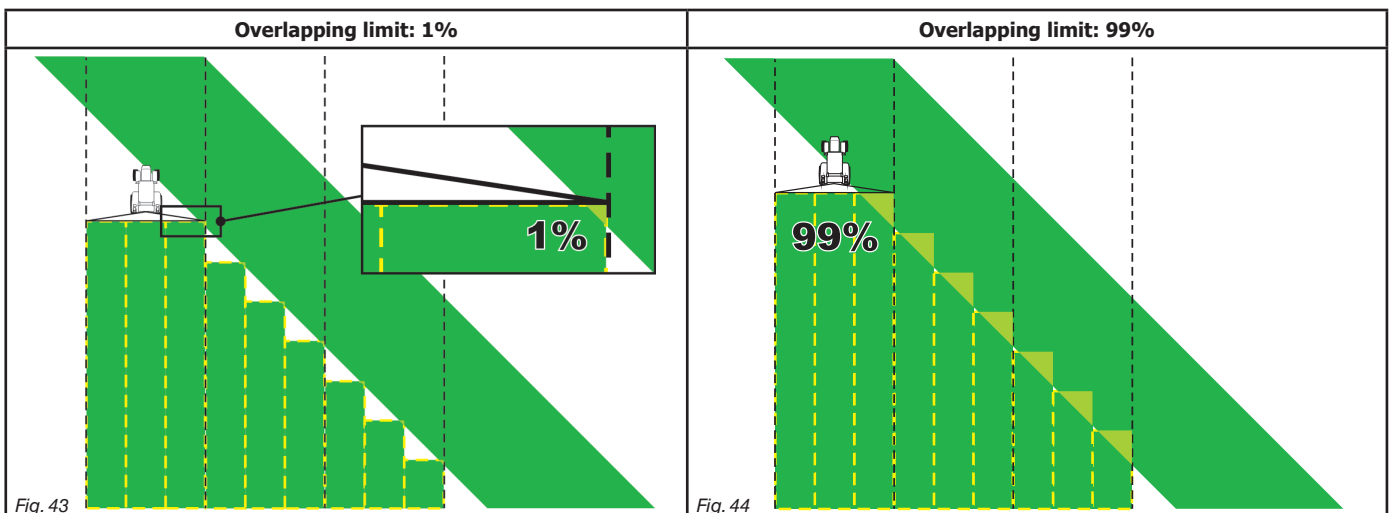 Overlapping limit: 1%
Overlapping limit: 99%
1%
99%
Fig. 43
Fig. 44